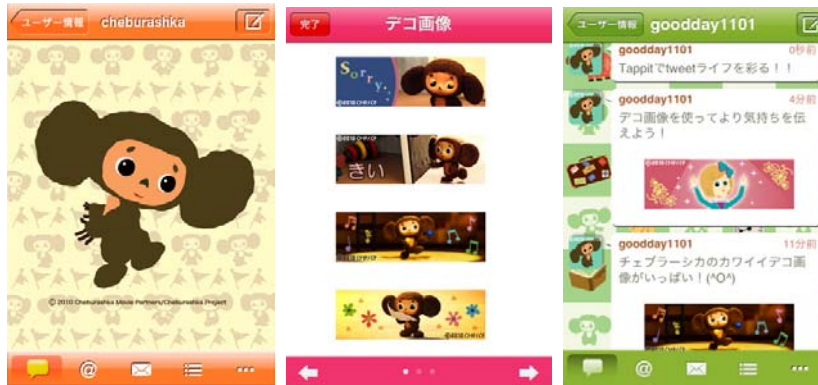 ユーザー情報
cheburashka
© 2010 Cheburashka Movie Partners/Cheburashka Project
@
完了
デコ画像
Sorry..
きい
ユーザー情報
goodday1101
goodday1101 0秒前
Tappitでtweetライフを彩る！！
goodday1101 4分前
デコ画像を使ってより気持ちを伝
えよう！
goodday1101 11分前
チェブラーシカのカワイイデコ画
像がいっぱい！(^O^)
@